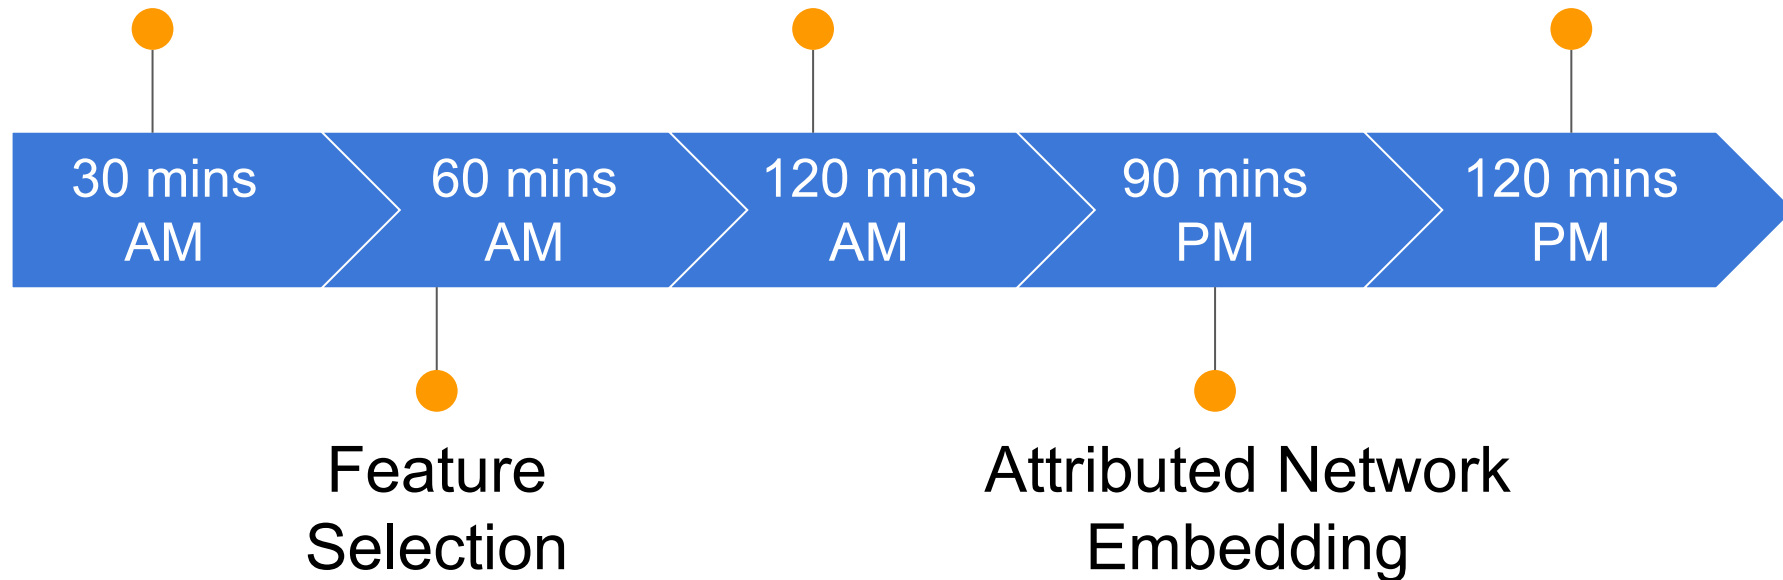 30 mins
AM
60 mins
AM
120 mins
AM
90 mins
PM
120 mins
PM
Feature
Selection
Attributed Network
Embedding